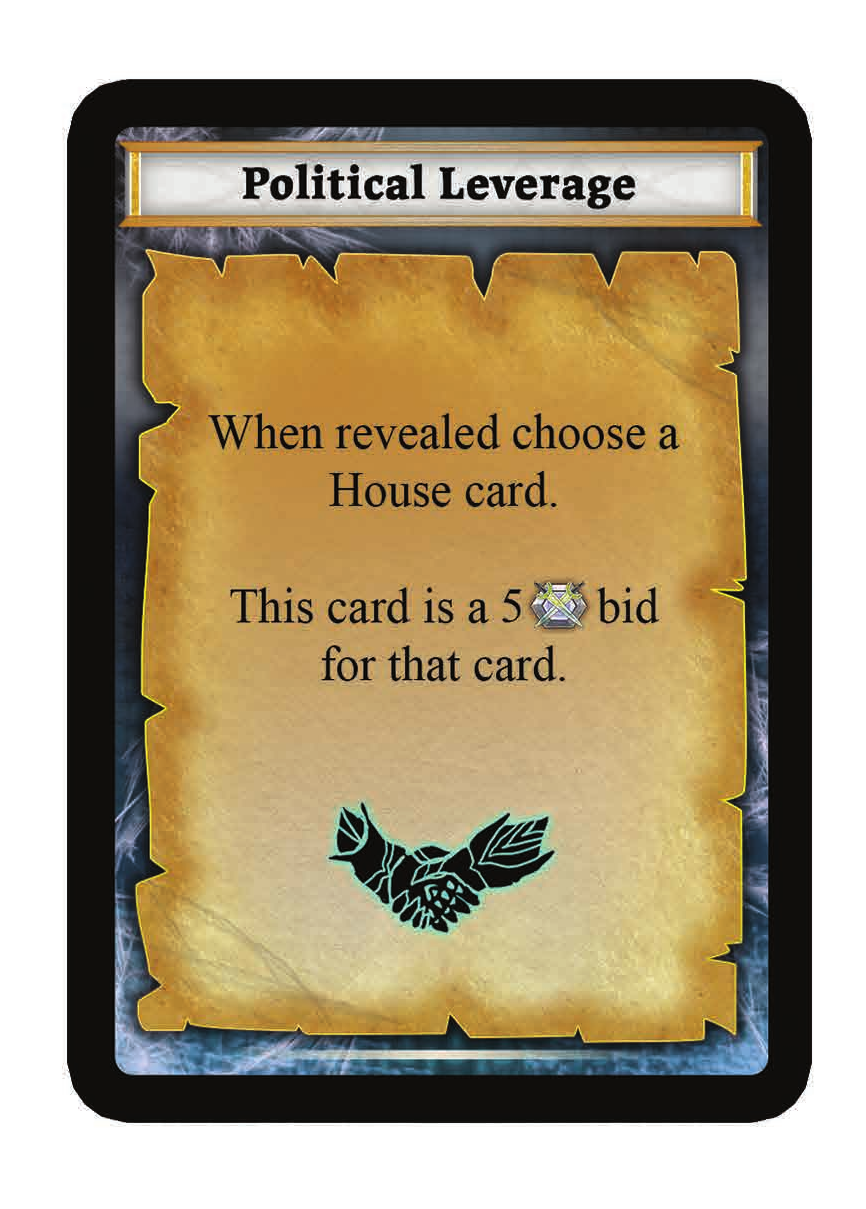 Political Leverage
When revealed choose a
House card.
This card is a 5 bid
for that card.